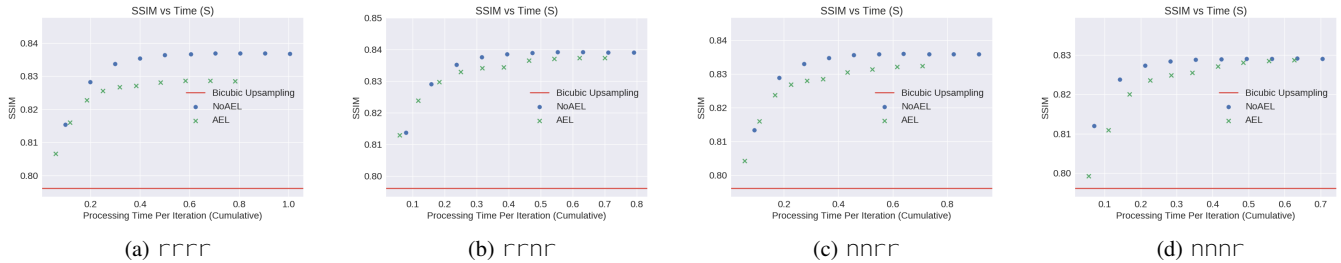 SSIM vs Time (S)
SSIM
0.84
0.83
0.82
0.81
0.80
Bicubic Upsampling
NoAEL
AEL
0.2 0.4 0.6 0.8 1.0
Processing Time Per Iteration (Cumulative)
(a) rrrr
SSIM vs Time (S)
SSIM
0.85
0.84
0.83
0.82
0.81
0.80
Bicubic Upsampling
NoAEL
AEL
0.1 0.2 0.3 0.4 0.5 0.6 0.7 0.8
Processing Time Per Iteration (Cumulative)
(b) rrnr
SSIM vs Time (S)
SSIM
0.84
0.83
0.82
0.81
0.80
Bicubic Upsampling
NoAEL
AEL
0.2 0.4 0.6 0.8
Processing Time Per Iteration (Cumulative)
(c) nnrr
SSIM vs Time (S)
SSIM
0.83
0.82
0.81
0.80
Bicubic Upsampling
NoAEL
AEL
0.1 0.2 0.3 0.4 0.5 0.6 0.7
Processing Time Per Iteration (Cumulative)
(d) nnnr